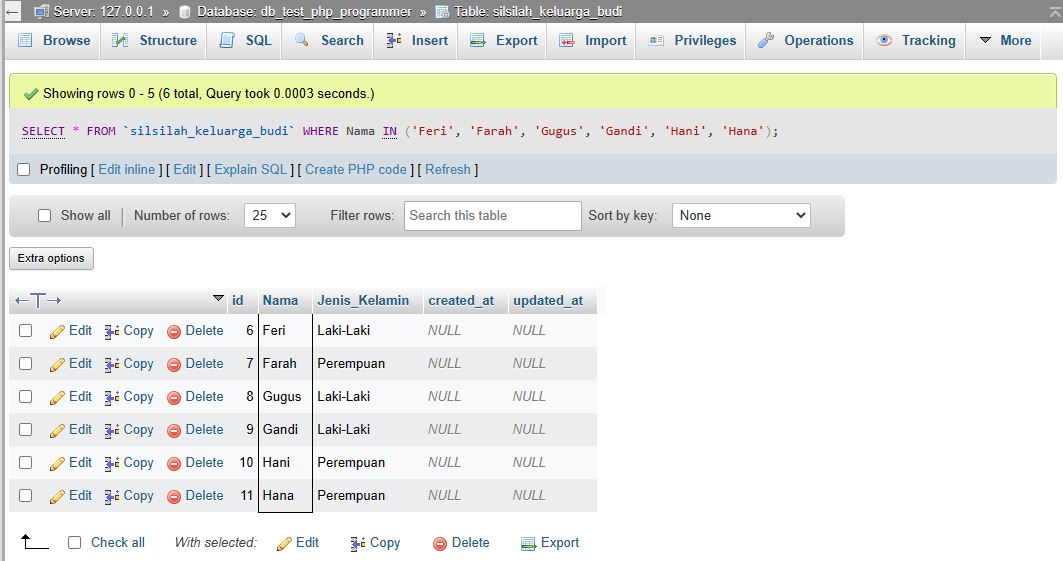 Server: 127.0.0.1 » Database: db_test_php_programmer » Table: silsilah_keluarga_budi
Browse Structure SQL Search Insert Export Import Privileges Operations Tracking More
Showing rows 0 - 5 (6 total, Query took 0.0003 seconds.)
SELECT * FROM `silsilah_keluarga_budi` WHERE Nama IN ('Feri', 'Farah', 'Gugus', 'Gandi', 'Hani', 'Hana');
Profiling [ Edit inline ] [ Edit ] [ Explain SQL ] [ Create PHP code ] [ Refresh ]
Show all Number of rows: 25 Filter rows: Search this table Sort by key: None
Extra options
id Nama Jenis_Kelamin created_at updated_at
Edit Copy Delete 6 Feri Laki-Laki NULL NULL
Edit Copy Delete 7 Farah Perempuan NULL NULL
Edit Copy Delete 8 Gugus Laki-Laki NULL NULL
Edit Copy Delete 9 Gandi Laki-Laki NULL NULL
Edit Copy Delete 10 Hani Perempuan NULL NULL
Edit Copy Delete 11 Hana Perempuan NULL NULL
Check all With selected: Edit Copy Delete Export